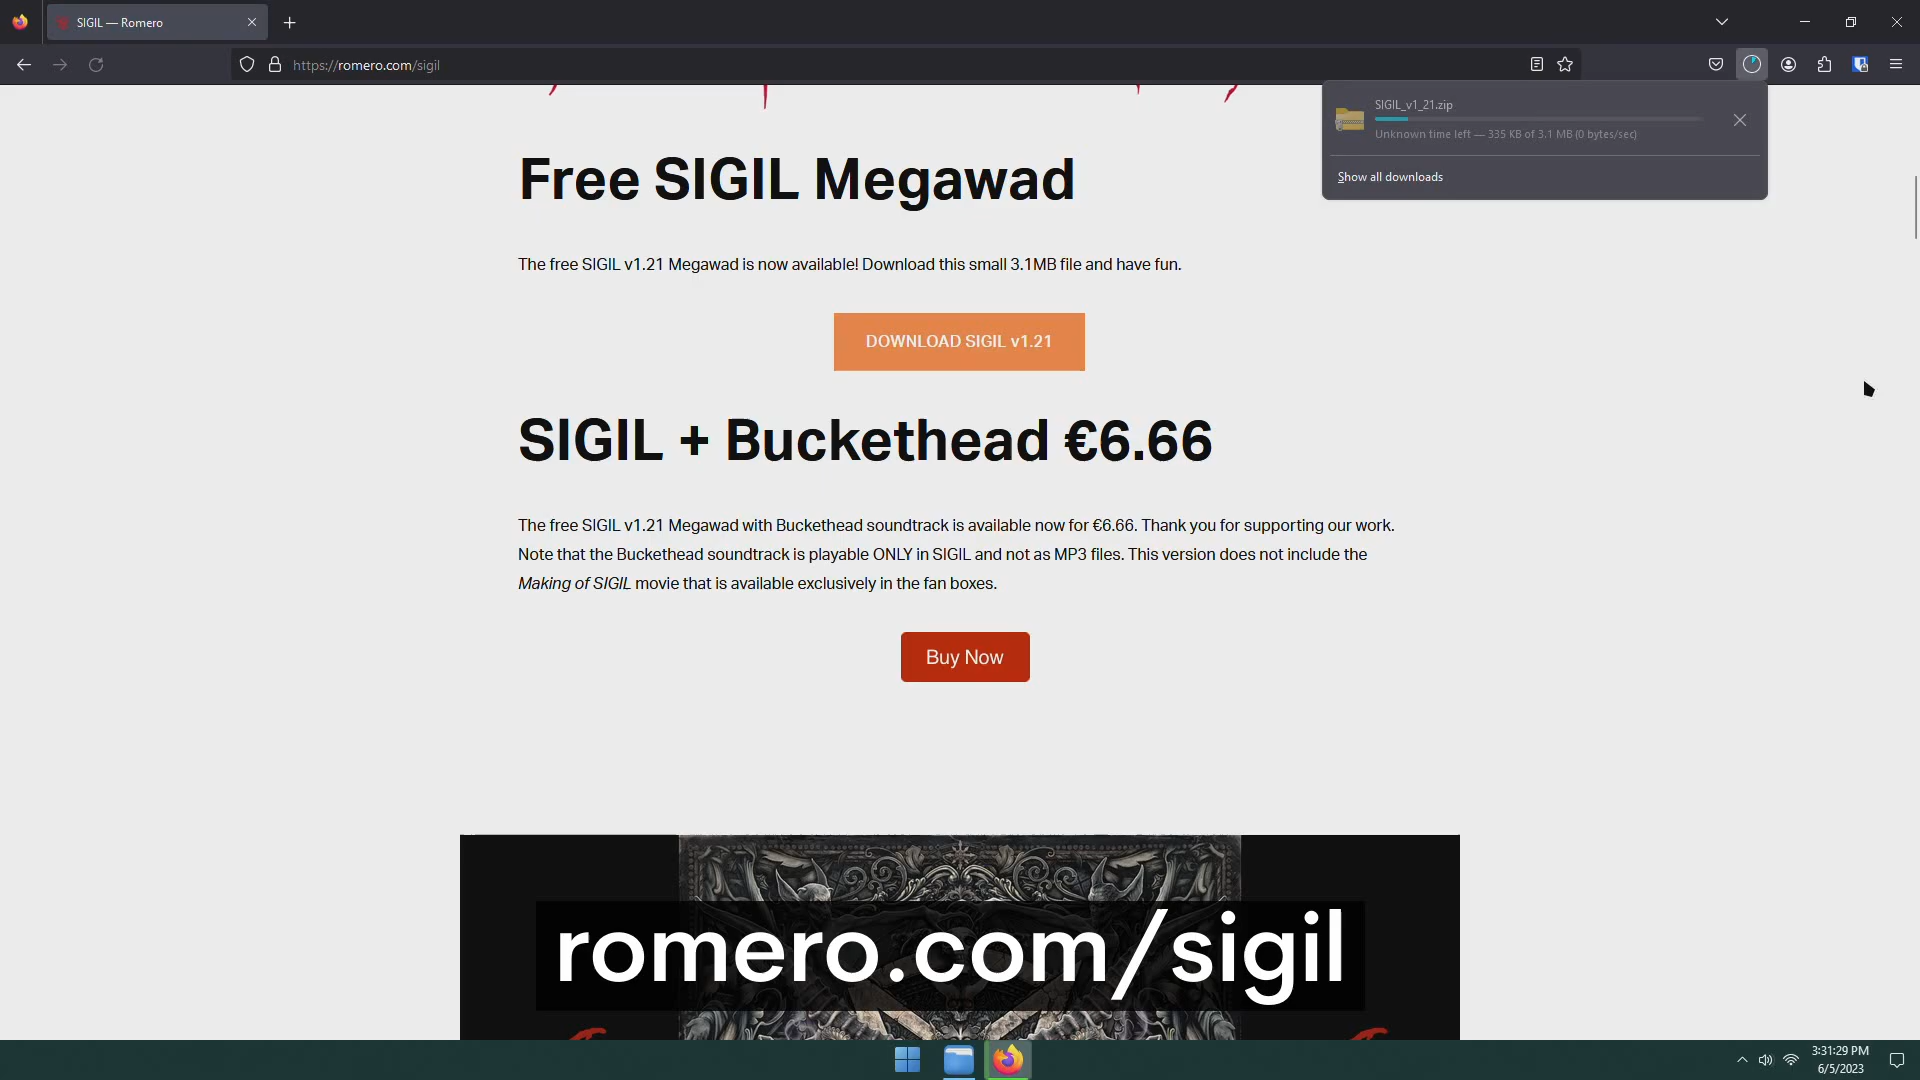 SIGIL — Romero
https://romero.com/sigil
SIGIL_v1_21.zip
Unknown time left — 335 KB of 3.1 MB (0 bytes/sec)
Show all downloads
Free SIGIL Megawad
The free SIGIL v1.21 Megawad is now available! Download this small 3.1MB file and have fun.
DOWNLOAD SIGIL v1.21
SIGIL + Buckethead €6.66
The free SIGIL v1.21 Megawad with Buckethead soundtrack is available now for €6.66. Thank you for supporting our work.
Note that the Buckethead soundtrack is playable ONLY in SIGIL and not as MP3 files. This version does not include the
Making of SIGIL movie that is available exclusively in the fan boxes.
Buy Now
romero.com/sigil
3:31:29 PM
6/5/2023